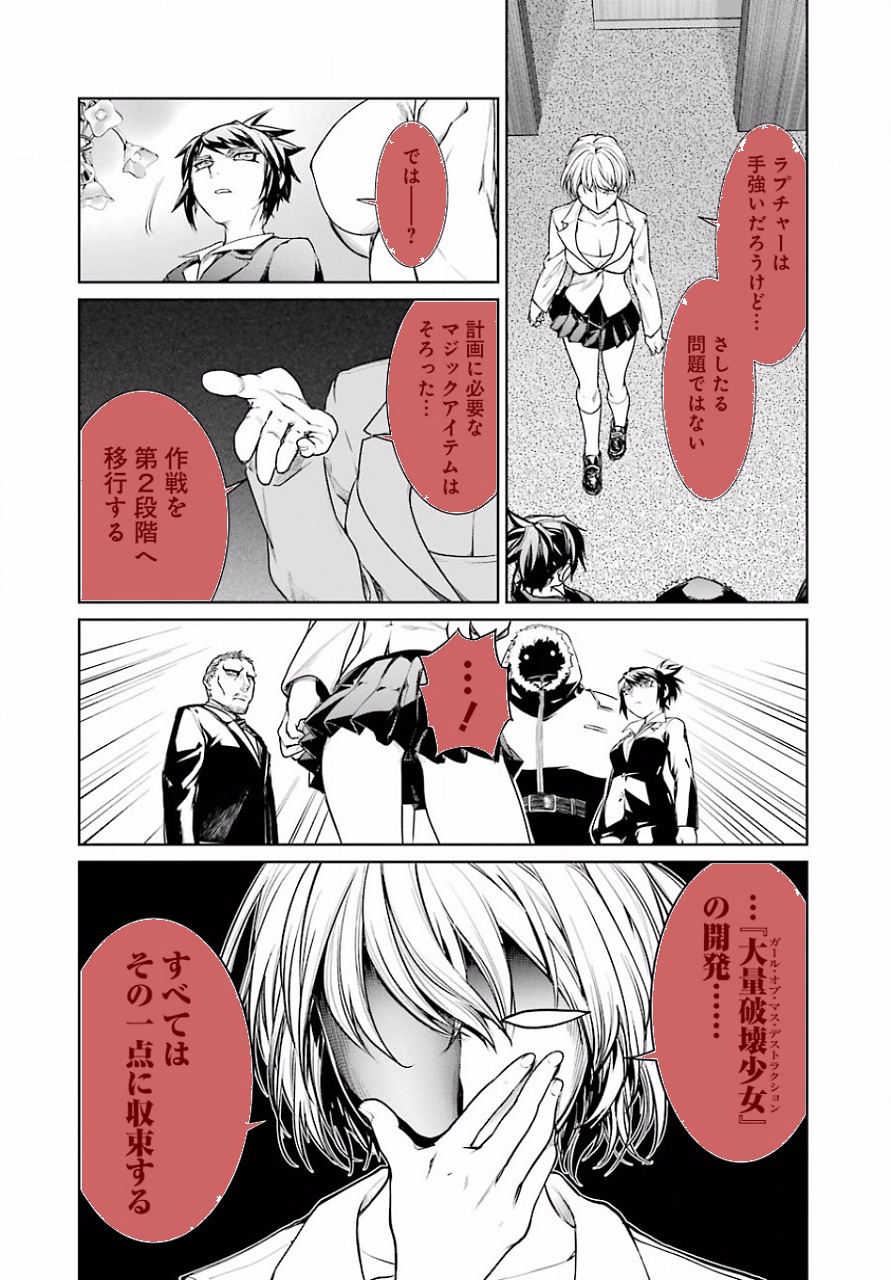 ラプチャーは
手強いだろうけど…
さしたる
問題ではない
では――?
計画に必要な
マジックアイテムは
そろった…
作戦を
第2段階へ
移行する
…!
…『大量破壊少女』
ガール・オブ・マス・デストラクション
の開発……
すべては
その一点に収束する